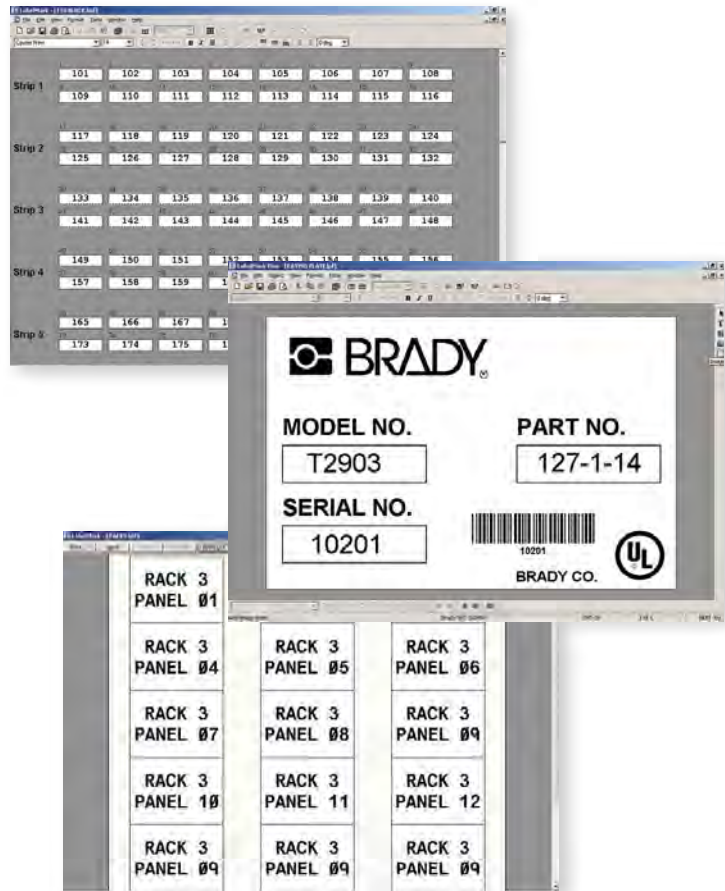 101 102 103 104 105 106 107 108
Strip 1
109 110 111 112 113 114 115 116
117 118 119 120 121 122 123 124
Strip 2
125 126 127 128 129 130 131 132
133 134 135 136 137 138 139 140
Strip 3
141 142 143 144 145 146 147 148
149 150 151 152 153 154 155 156
Strip 4
157 158 159
165 166 167
Strip 5
173 174 175
BRADY
MODEL NO. PART NO.
T2903 127-1-14
SERIAL NO.
10201
10201
UL
BRADY CO.
RACK 3
PANEL Ø1
RACK 3 RACK 3 RACK 3
PANEL Ø4 PANEL Ø5 PANEL Ø6
RACK 3 RACK 3 RACK 3
PANEL Ø7 PANEL Ø8 PANEL Ø9
RACK 3 RACK 3 RACK 3
PANEL 1Ø PANEL 11 PANEL 12
RACK 3 RACK 3 RACK 3
PANEL Ø9 PANEL Ø9 PANEL Ø9